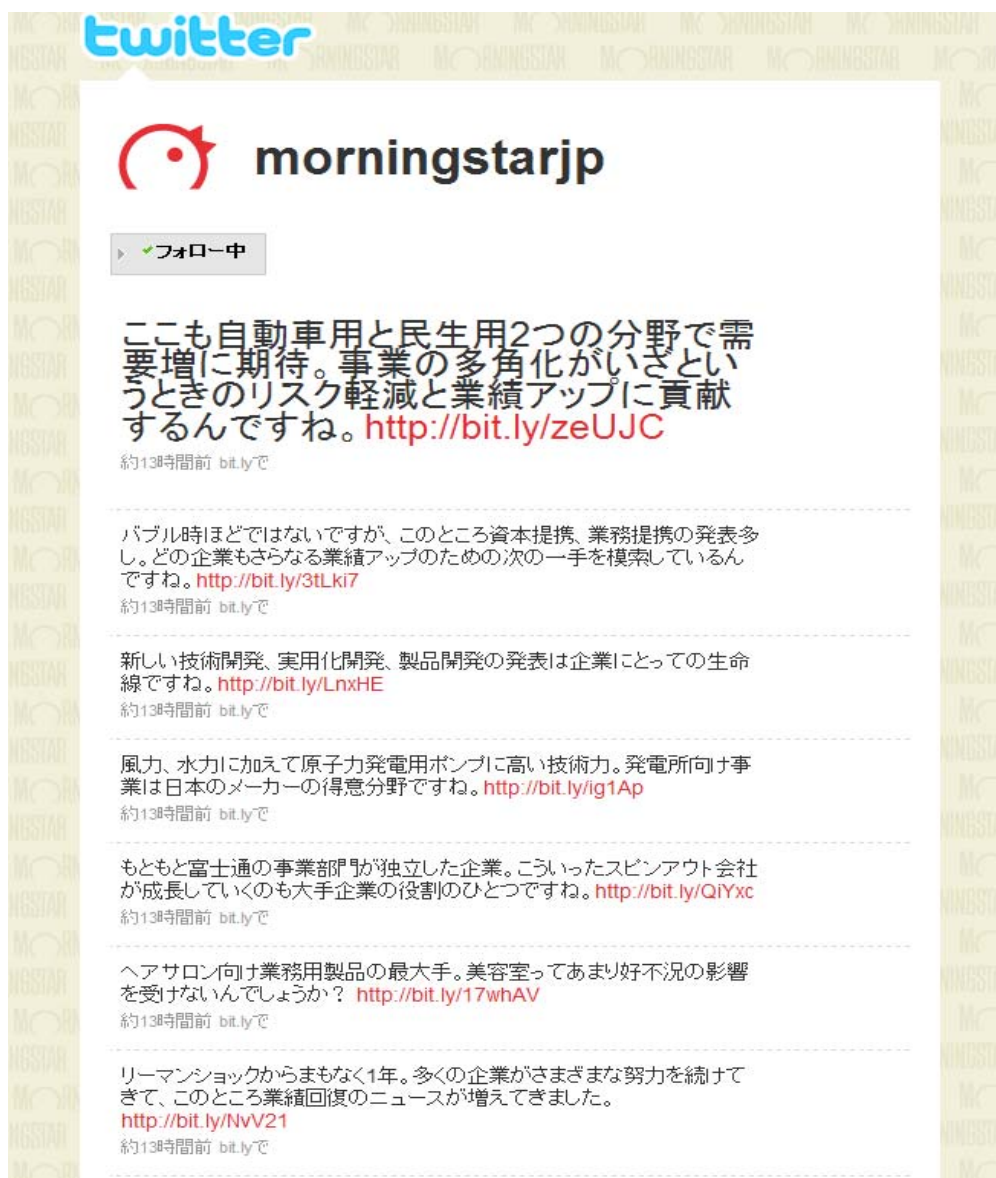 twitter
morningstarjp
フォロー中
ここも自動車用と民生用2つの分野で需
要増に期待。事業の多角化がいざとい
うときのリスク軽減と業績アップに貢献
するんですね。http://bit.ly/zeUJC
約13時間前 bit.lyで
バブル時ほどではないですが、このところ資本提携、業務提携の発表多
し。どの企業もさらなる業績アップのための次の一手を模索しているん
ですね。http://bit.ly/3tLki7
約13時間前 bit.lyで
新しい技術開発、実用化開発、製品開発の発表は企業にとっての生命
線ですね。http://bit.ly/LnxHE
約13時間前 bit.lyで
風力、水力に加えて原子力発電用ポンプに高い技術力。発電所向け事
業は日本のメーカーの得意分野ですね。http://bit.ly/ig1Ap
約13時間前 bit.lyで
もともと富士通の事業部門が独立した企業。こういったスピンアウト会社
が成長していくのも大手企業の役割のひとつですね。http://bit.ly/QiYxc
約13時間前 bit.lyで
ヘアサロン向け業務用製品の最大手。美容室ってあまり好不況の影響
を受けないんでしょうか？ http://bit.ly/17whAV
約13時間前 bit.lyで
リーマンショックからまもなく1年。多くの企業がさまざまな努力を続けて
きて、このところ業績回復のニュースが増えてきました。
http://bit.ly/NvV21
約13時間前 bit.lyで